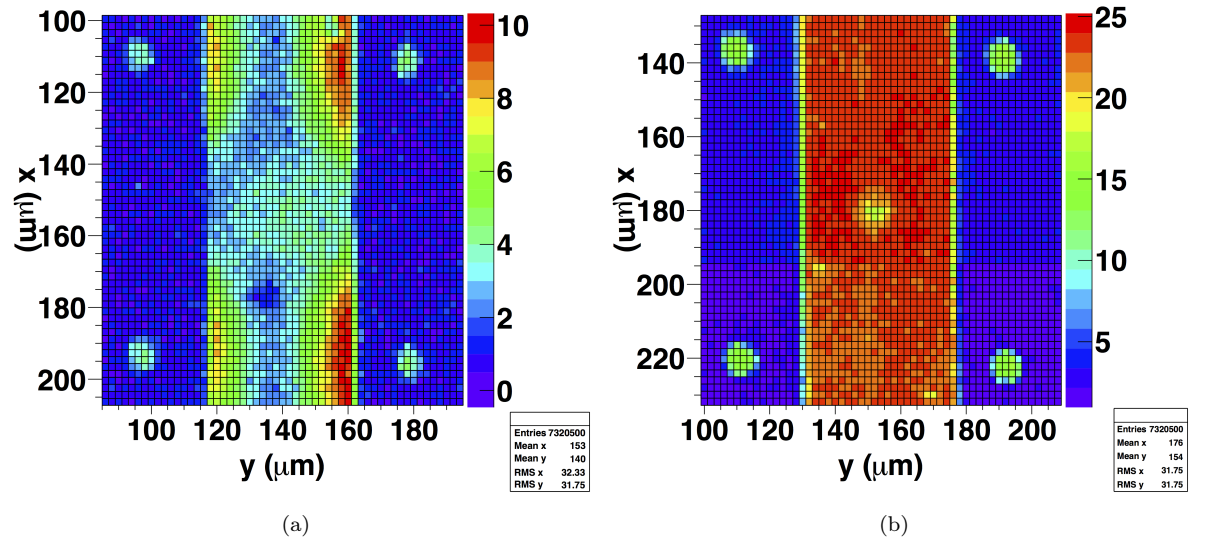 100
120
140
160
180
200
x (μm)
100 120 140 160 180
y (μm)
10
8
6
4
2
0
Entries 7320500
Mean x 153
Mean y 140
RMS x 32.33
RMS y 31.75
(a)
140
160
180
200
220
x (μm)
100 120 140 160 180 200
y (μm)
25
20
15
10
5
Entries 7320500
Mean x 176
Mean y 154
RMS x 31.75
RMS y 31.75
(b)